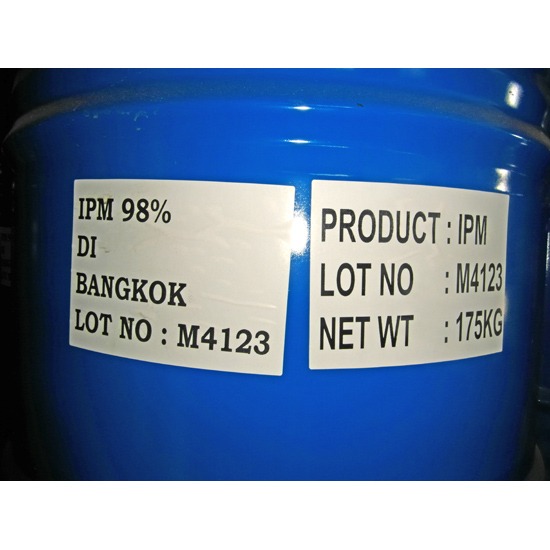 IPM 98%
DI
BANGKOK
LOT NO : M4123
PRODUCT : IPM
LOT NO : M4123
NET WT : 175KG